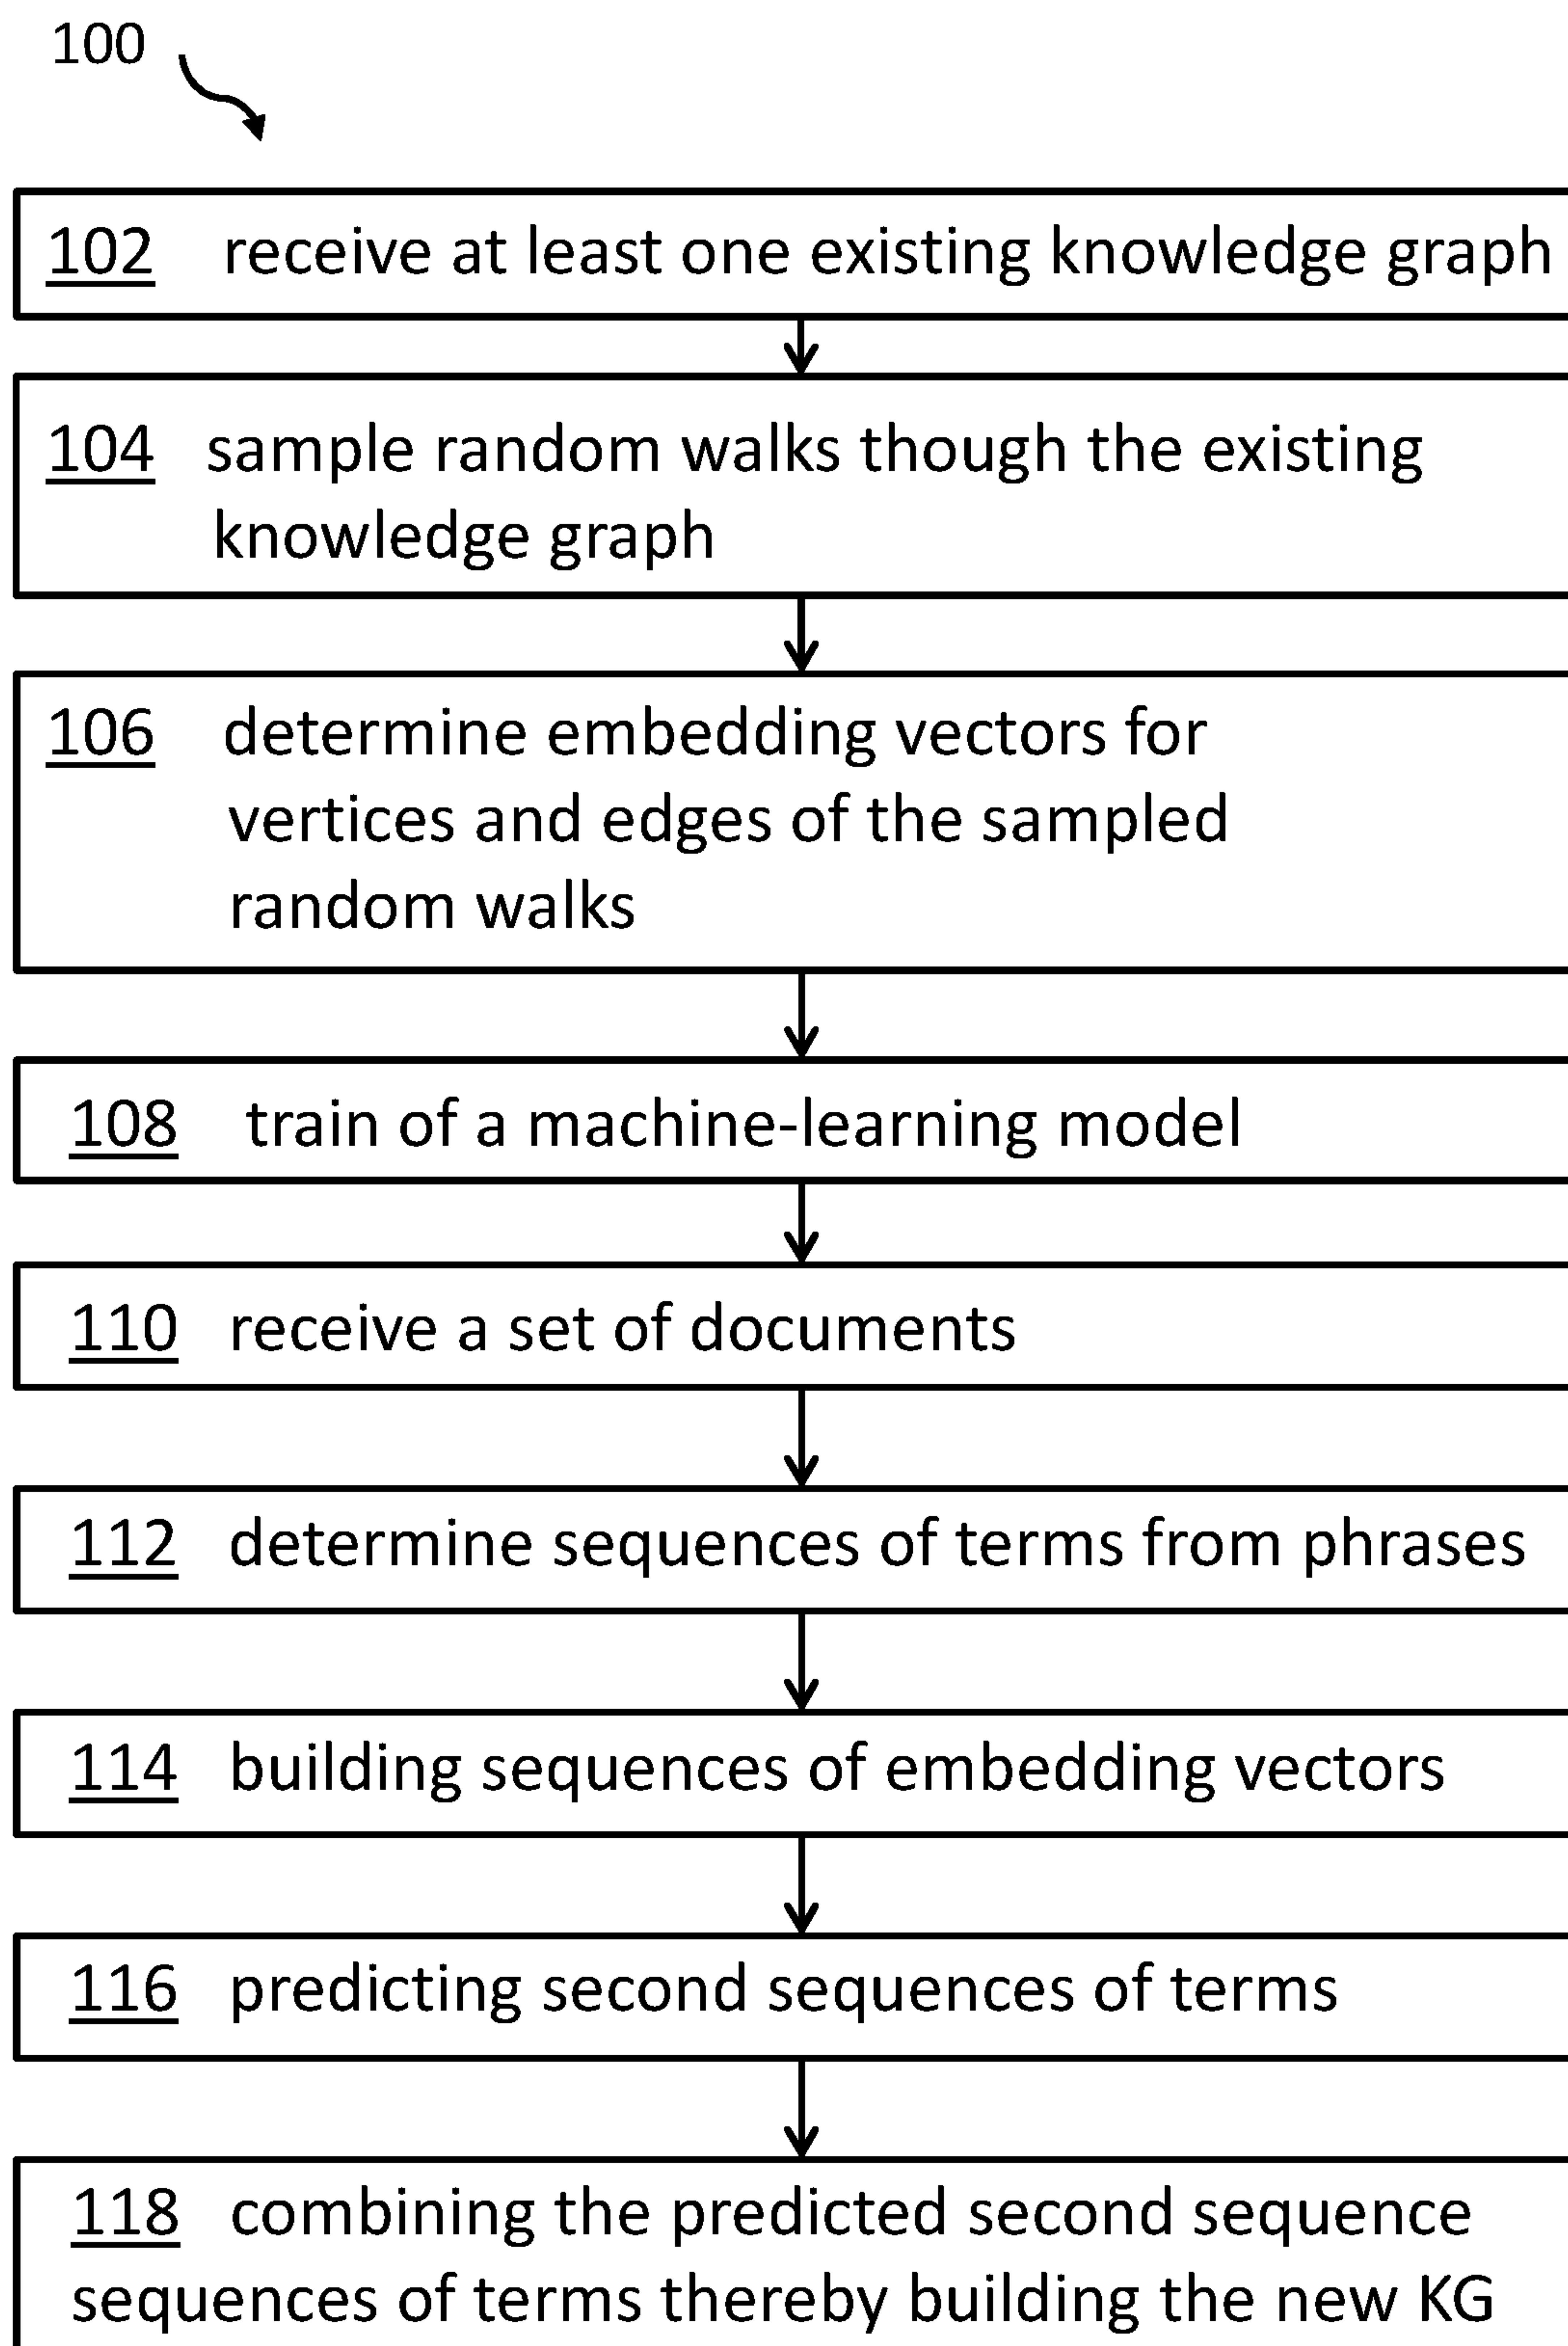 100
102 receive at least one existing knowledge graph
104 sample random walks though the existing
knowledge graph
106 determine embedding vectors for
vertices and edges of the sampled
random walks
108 train of a machine-learning model
110 receive a set of documents
112 determine sequences of terms from phrases
114 building sequences of embedding vectors
116 predicting second sequences of terms
118 combining the predicted second sequence
sequences of terms thereby building the new KG